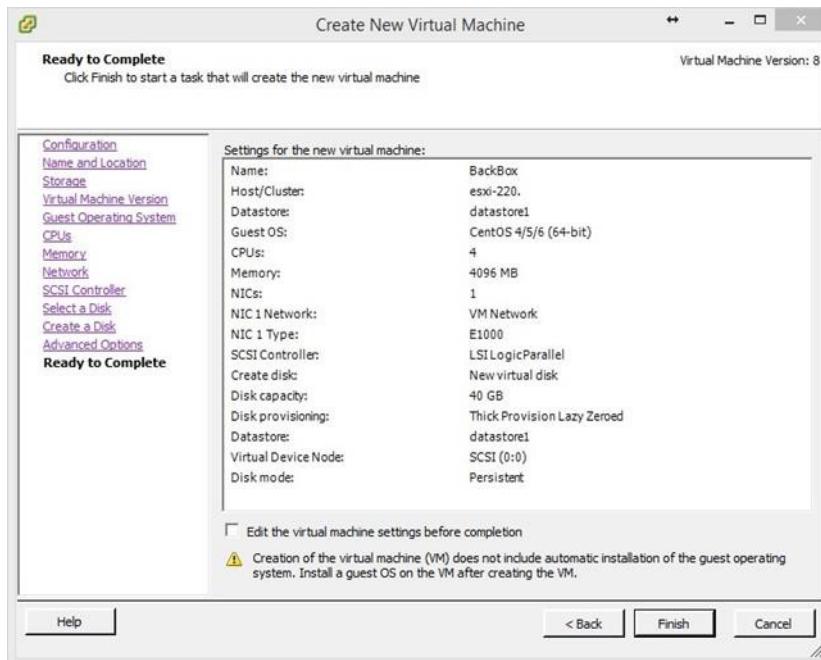 Create New Virtual Machine
Ready to Complete
Click Finish to start a task that will create the new virtual machine
Virtual Machine Version: 8
Configuration
Name and Location
Storage
Virtual Machine Version
Guest Operating System
CPUs
Memory
Network
SCSI Controller
Select a Disk
Create a Disk
Advanced Options
Ready to Complete
Settings for the new virtual machine:
Name: BackBox
Host/Cluster: esxi-220.
Datastore: datastore1
Guest OS: CentOS 4/5/6 (64-bit)
CPUs: 4
Memory: 4096 MB
NICs: 1
NIC 1 Network: VM Network
NIC 1 Type: E1000
SCSI Controller: LSI Logic Parallel
Create disk: New virtual disk
Disk capacity: 40 GB
Disk provisioning: Thick Provision Lazy Zeroed
Datastore: datastore1
Virtual Device Node: SCSI (0:0)
Disk mode: Persistent
Edit the virtual machine settings before completion
Creation of the virtual machine (VM) does not include automatic installation of the guest operating
system. Install a guest OS on the VM after creating the VM.
Help
< Back
Finish
Cancel